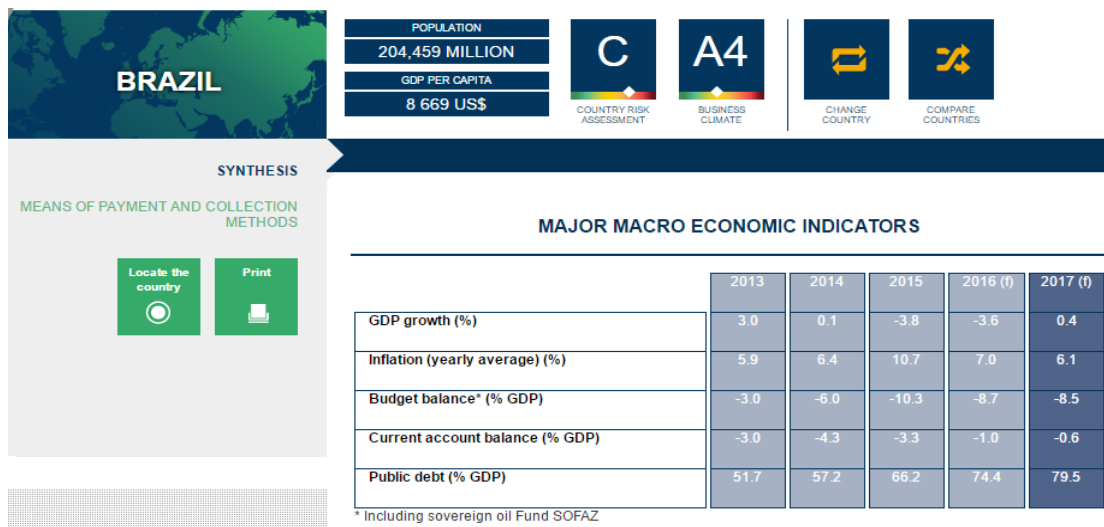 BRAZIL
POPULATION
204,459 MILLION
GDP PER CAPITA
8 669 US$
C
COUNTRY RISK
ASSESSMENT
A4
BUSINESS
CLIMATE
CHANGE
COUNTRY
COMPARE
COUNTRIES
SYNTHESIS
MEANS OF PAYMENT AND COLLECTION
METHODS
Locate the
country
Print
MAJOR MACRO ECONOMIC INDICATORS
2013 2014 2015 2016 (f) 2017 (f)
GDP growth (%) 3.0 0.1 -3.8 -3.6 0.4
Inflation (yearly average) (%) 5.9 6.4 10.7 7.0 6.1
Budget balance* (% GDP) -3.0 -6.0 -10.3 -8.7 -8.5
Current account balance (% GDP) -3.0 -4.3 -3.3 -1.0 -0.6
Public debt (% GDP) 51.7 57.2 66.2 74.4 79.5
* Including sovereign oil Fund SOFAZ